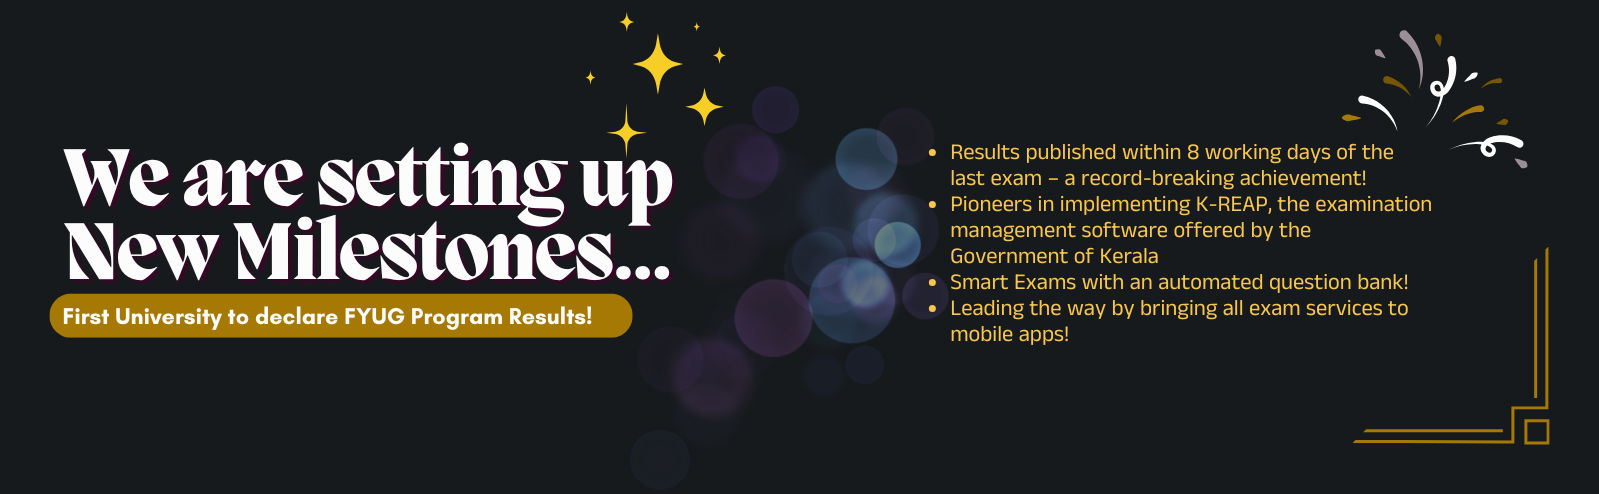 We are setting up
New Milestones...
First University to declare FYUG Program Results!
• Results published within 8 working days of the
last exam – a record-breaking achievement!
• Pioneers in implementing K-REAP, the examination
management software offered by the
Government of Kerala
• Smart Exams with an automated question bank!
• Leading the way by bringing all exam services to
mobile apps!